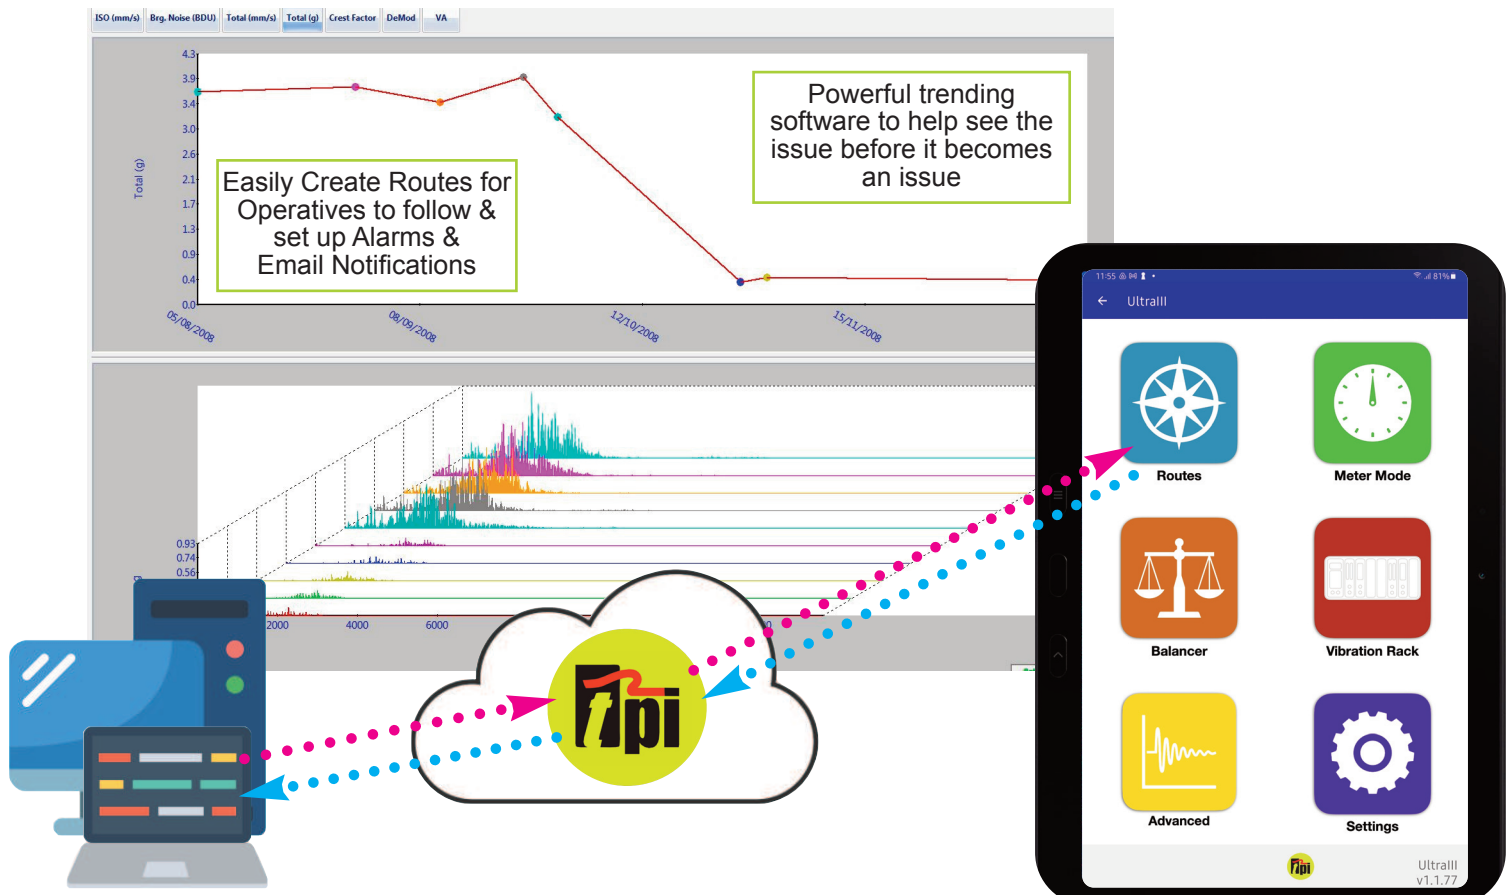 ISO (mm/s) Brg. Noise (BDU) Total (mm/s) Total (g) Crest Factor DeMod VA
4.3
3.9
3.4
3.0
2.6
2.1
1.7
1.3
0.9
0.4
0.0
Total (g)
05/08/2008 08/09/2008 12/10/2008 15/11/2008
Easily Create Routes for
Operatives to follow &
set up Alarms &
Email Notifications
Powerful trending
software to help see the
issue before it becomes
an issue
0.93
0.74
0.56
2000 4000 6000
tpi
11:55 81%
UltraIII
Routes Meter Mode
Balancer Vibration Rack
Advanced Settings
tpi
UltraIII
v1.1.77